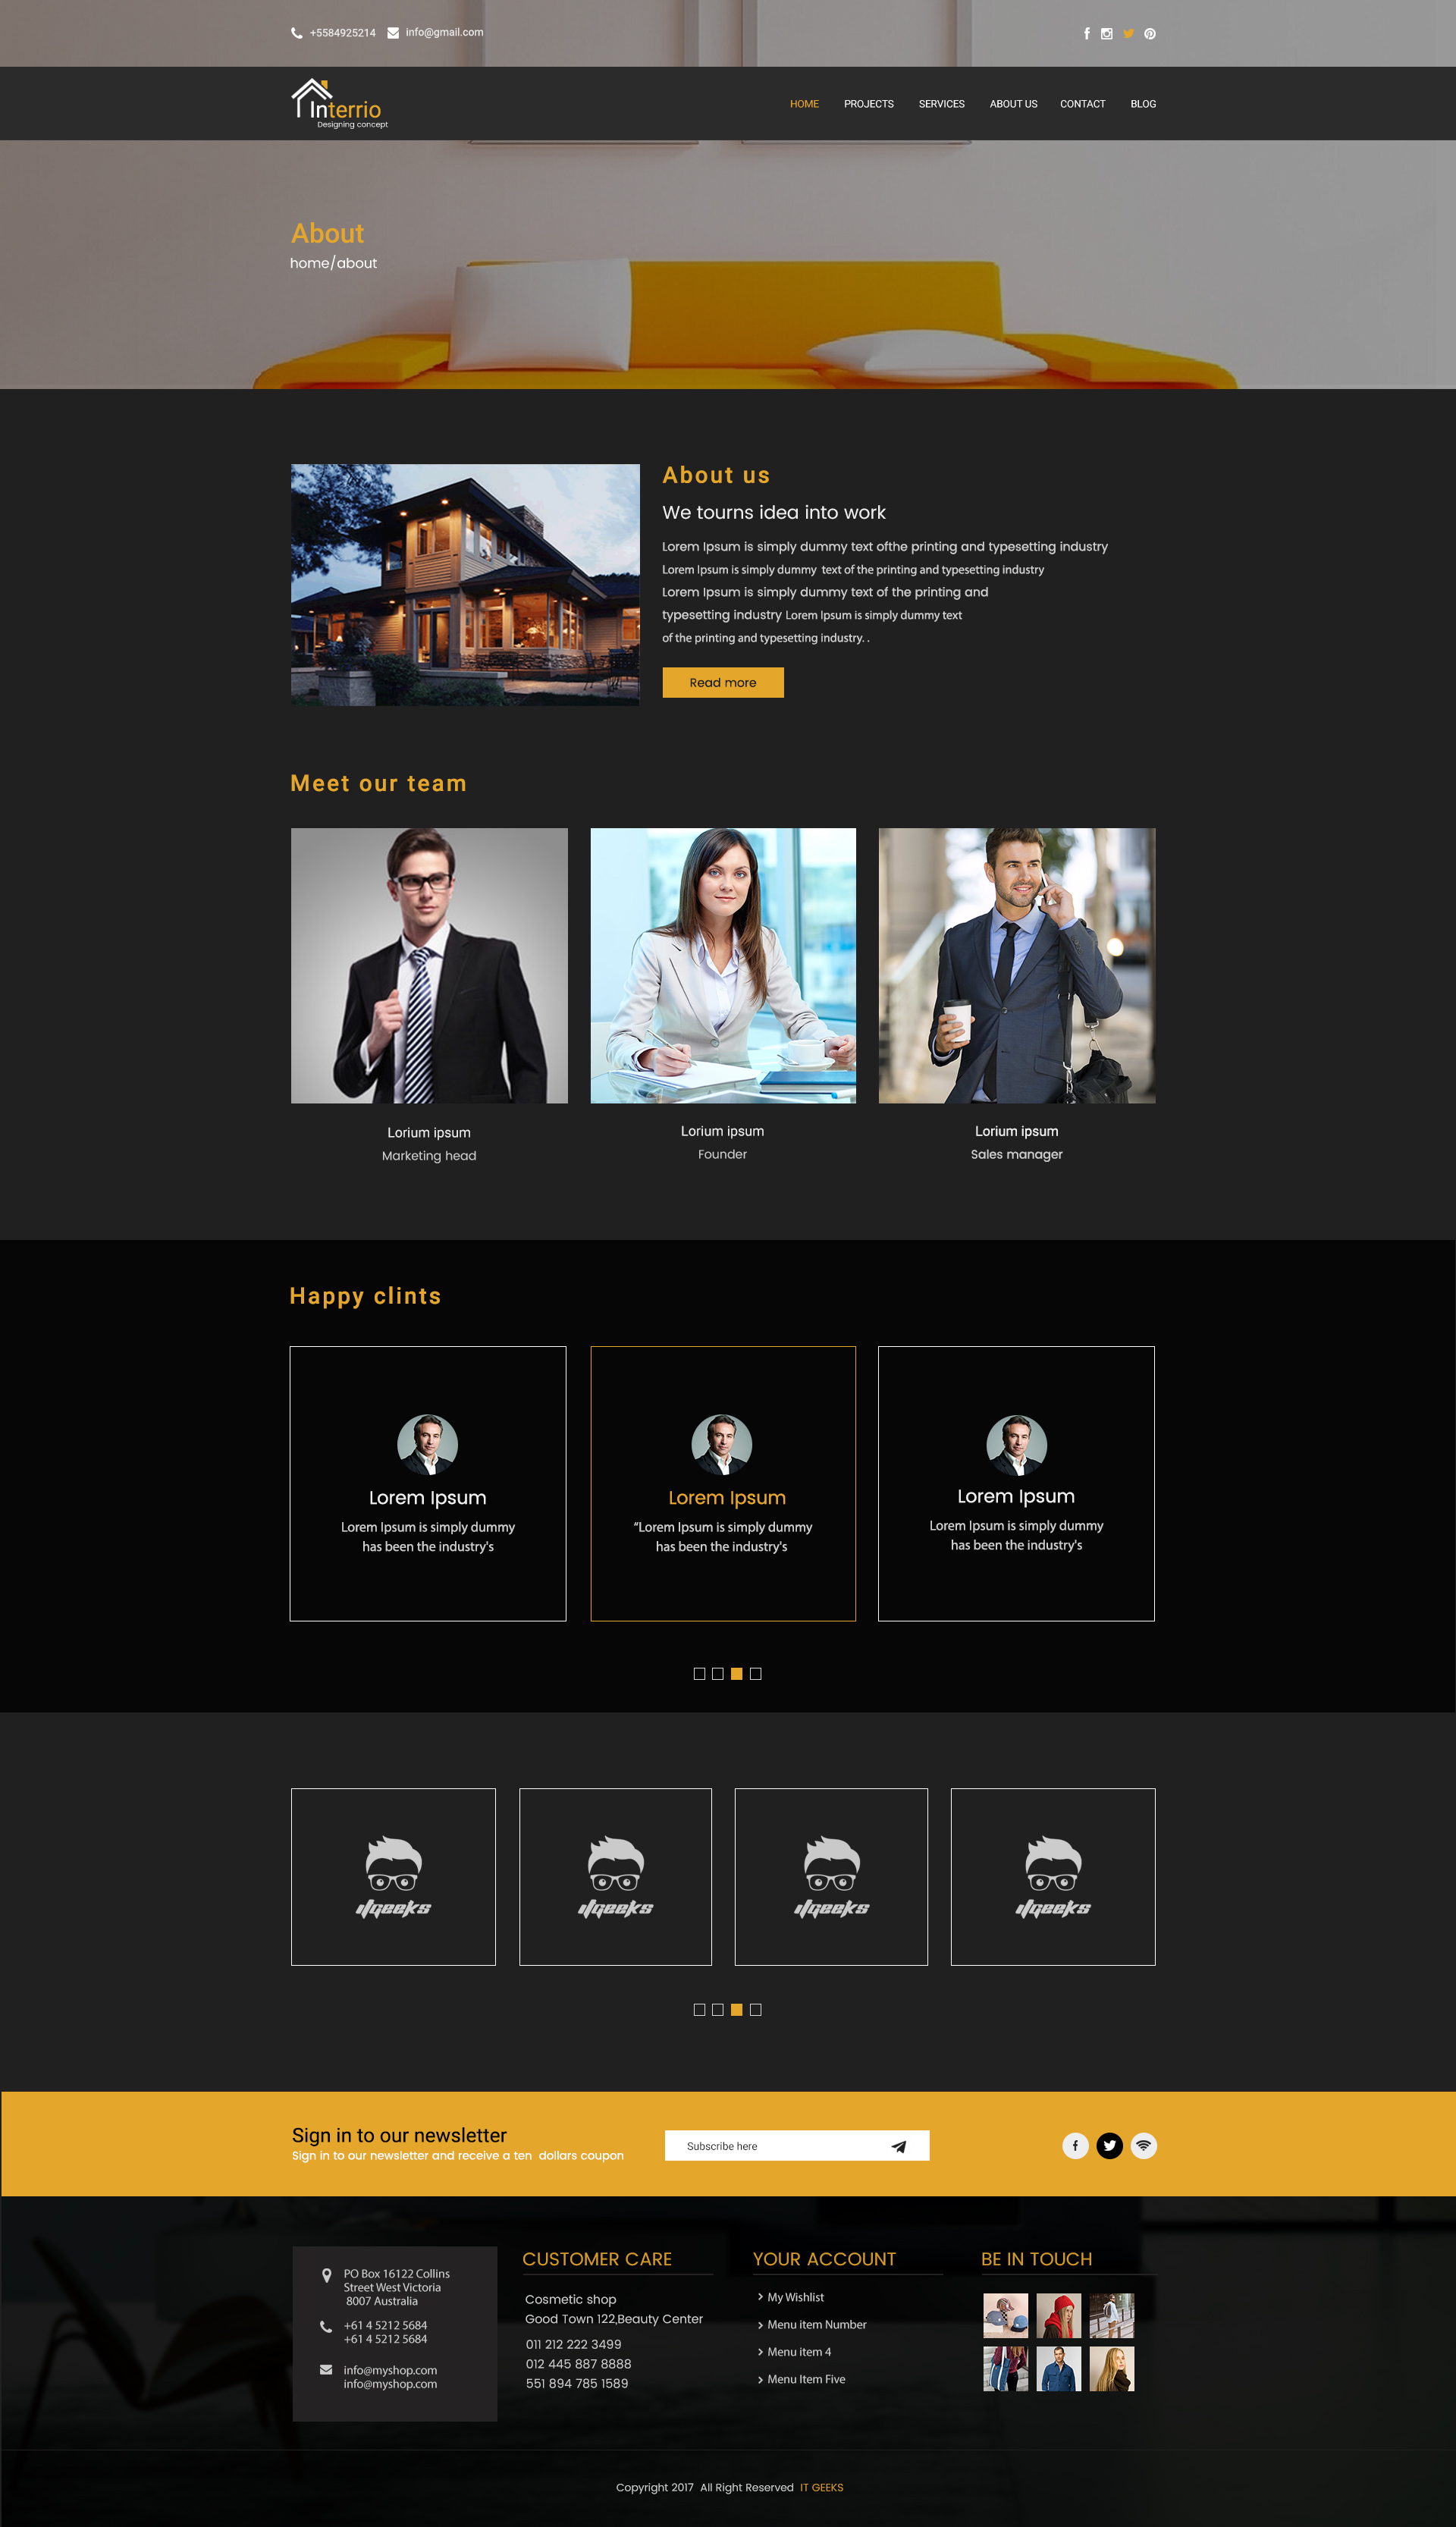 +5584925214 info@gmail.com
Interrio
Designing concept
HOME PROJECTS SERVICES ABOUT US CONTACT BLOG
About
home/about
About us
We tourns idea into work
Lorem Ipsum is simply dummy text ofthe printing and typesetting industry
Lorem Ipsum is simply dummy text of the printing and typesetting industry
Lorem Ipsum is simply dummy text of the printing and
typesetting industry Lorem Ipsum is simply dummy text
of the printing and typesetting industry. .
Read more
Meet our team
Lorium ipsum
Marketing head
Lorium ipsum
Founder
Lorium ipsum
Sales manager
Happy clints
Lorem Ipsum
Lorem Ipsum is simply dummy
has been the industry's
Lorem Ipsum
“Lorem Ipsum is simply dummy
has been the industry's
Lorem Ipsum
Lorem Ipsum is simply dummy
has been the industry's
itgeeks
itgeeks
itgeeks
itgeeks
Sign in to our newsletter
Sign in to our newsletter and receive a ten dollars coupon
Subscribe here
PO Box 16122 Collins
Street West Victoria
8007 Australia
+61 4 5212 5684
+61 4 5212 5684
info@myshop.com
info@myshop.com
CUSTOMER CARE
Cosmetic shop
Good Town 122,Beauty Center
011 212 222 3499
012 445 887 8888
551 894 785 1589
YOUR ACCOUNT
My Wishlist
Menu item Number
Menu item 4
Menu Item Five
BE IN TOUCH
Copyright 2017 All Right Reserved IT GEEKS